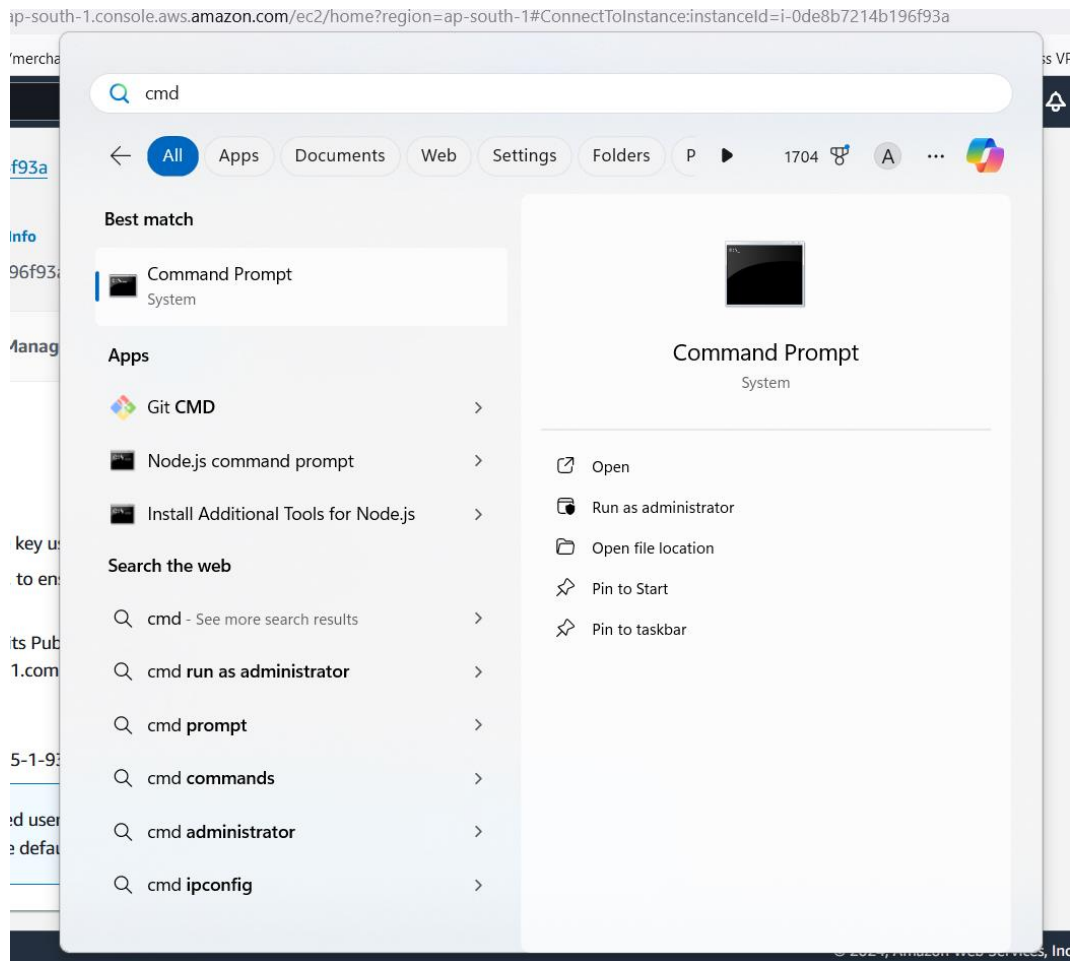 ap-south-1.console.aws.amazon.com/ec2/home?region=ap-south-1#ConnectToInstance:instanceId=i-0de8b7214b196f93a
/mercha
ss VP
cmd
All Apps Documents Web Settings Folders P 1704 A
f93a
Best match
Info
96f93a
Command Prompt
System
Command Prompt
System
Manag
Apps
Git CMD
Node.js command prompt
Install Additional Tools for Node.js
Open
Run as administrator
Open file location
Pin to Start
Pin to taskbar
key us
to ens
Search the web
cmd - See more search results
its Pub
1.com
cmd run as administrator
cmd prompt
5-1-93
cmd commands
ed user
e defau
cmd administrator
cmd ipconfig
© 2024, Amazon Web Services, Inc